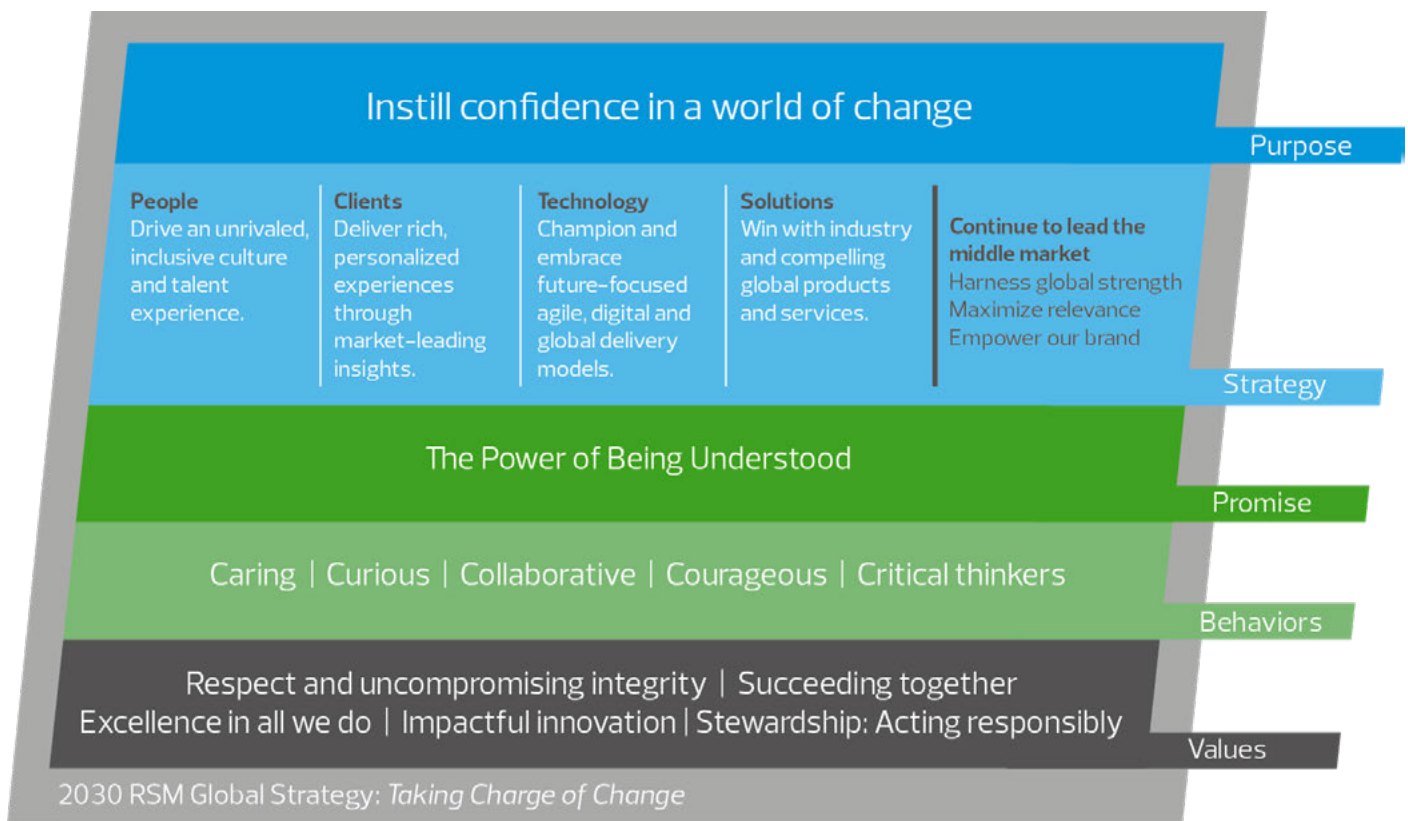 Instill confidence in a world of change
Purpose
People
Drive an unrivaled,
inclusive culture
and talent
experience.
Clients
Deliver rich,
personalized
experiences
through
market-leading
insights.
Technology
Champion and
embrace
future-focused
agile, digital and
global delivery
models.
Solutions
Win with industry
and compelling
global products
and services.
Continue to lead the
middle market
Harness global strength
Maximize relevance
Empower our brand
Strategy
The Power of Being Understood
Promise
Caring | Curious | Collaborative | Courageous | Critical thinkers
Behaviors
Respect and uncompromising integrity | Succeeding together
Excellence in all we do | Impactful innovation | Stewardship: Acting responsibly
Values
2030 RSM Global Strategy: Taking Charge of Change